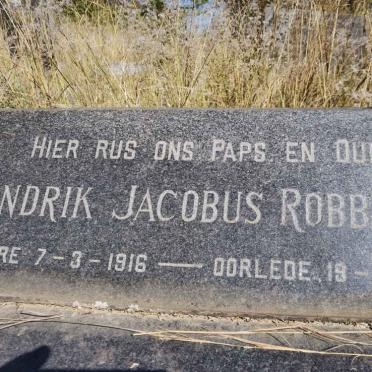 HIER RUS ONS PAPS EN OU
NDRIK JACOBUS ROBB
RE 7-3-1916 — OORLEDE 19-